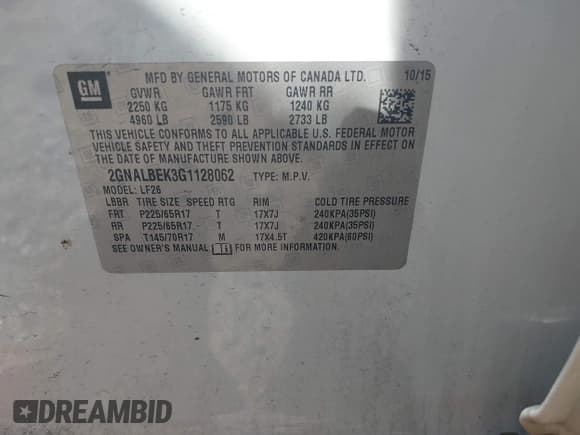 GM
MFD BY GENERAL MOTORS OF CANADA LTD. 10/15
GVWR GAWR FRT GAWR RR
2250 KG 1175 KG 1240 KG
4960 LB 2590 LB 2733 LB
THIS VEHICLE CONFORMS TO ALL APPLICABLE U.S. FEDERAL MOTOR
VEHICLE SAFETY AND THEFT PREVENTION STANDARDS IN EFFECT
ON THE DATE OF MANUFACTURE SHOWN ABOVE.
2GNALBEK3G1128062 TYPE: M.P.V.
MODEL: LF26
LBBR TIRE SIZE SPEED RTG RIM COLD TIRE PRESSURE
FRT P225/65R17 T 17X7J 240KPA(35PSI)
RR P225/65R17 T 17X7J 240KPA(35PSI)
SPA T145/70R17 M 17X4.5T 420KPA(60PSI)
SEE OWNER'S MANUAL FOR MORE INFORMATION.
DREAMBID